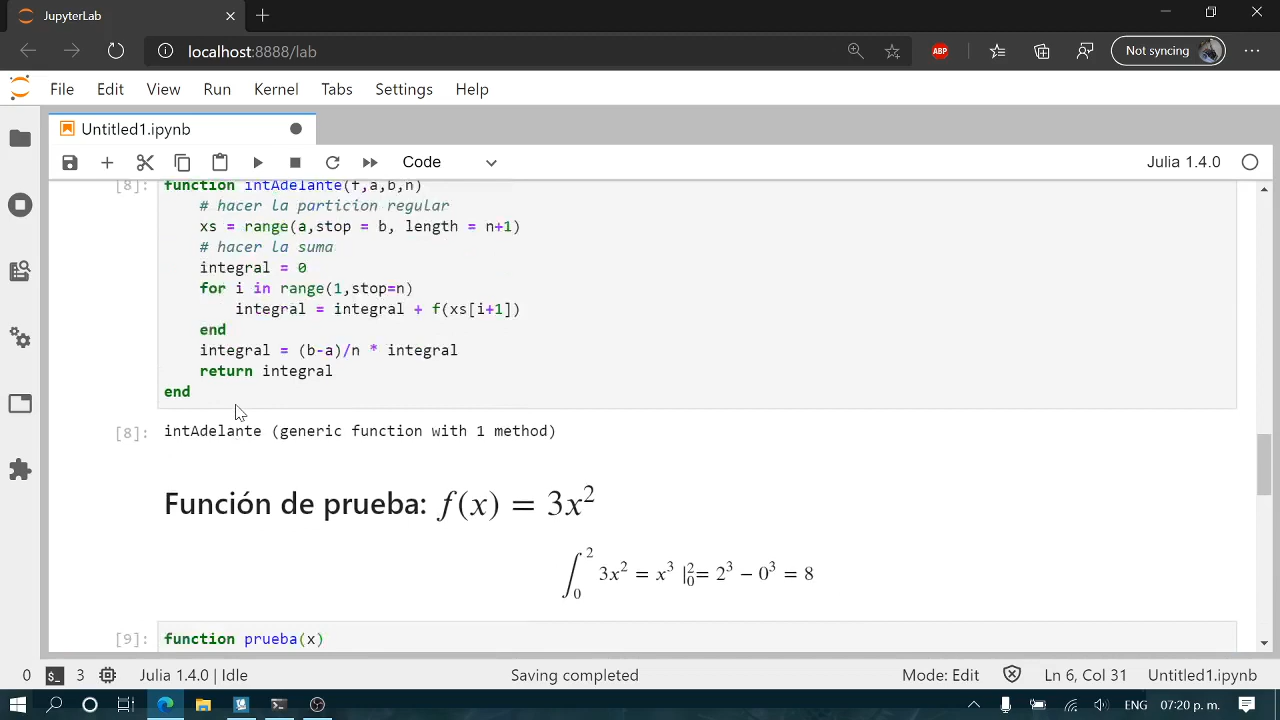 JupyterLab
localhost:8888/lab
ABP
Not syncing
File Edit View Run Kernel Tabs Settings Help
Untitled1.ipynb
Code
Julia 1.4.0
[8]:
function intAdelante(f,a,b,n)
# hacer la particion regular
xs = range(a,stop = b, length = n+1)
# hacer la suma
integral = 0
for i in range(1,stop=n)
integral = integral + f(xs[i+1])
end
integral = (b-a)/n * integral
return integral
end
[8]:
intAdelante (generic function with 1 method)
Función de prueba: f(x) = 3x²
∫₀² 3x² = x³ |₀² = 2³ − 0³ = 8
[9]:
function prueba(x)
0 $_ 3 Julia 1.4.0 | Idle Saving completed Mode: Edit Ln 6, Col 31 Untitled1.ipynb
ENG 07:20 p. m.